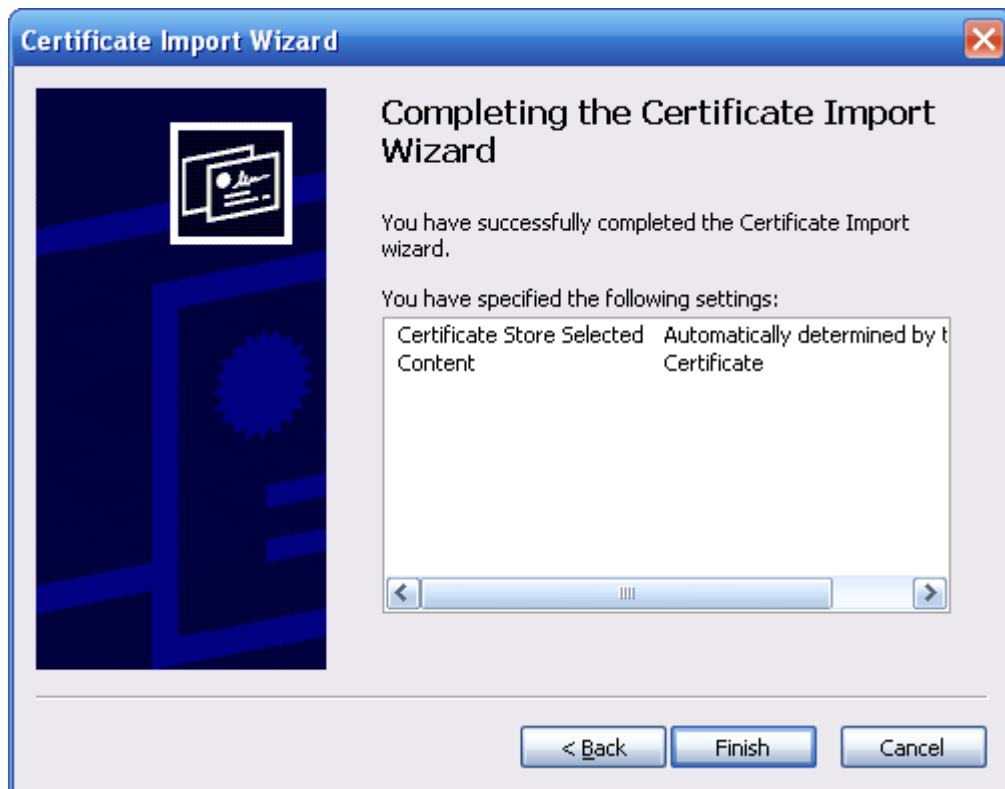 Certificate Import Wizard
Completing the Certificate Import
Wizard
You have successfully completed the Certificate Import
wizard.
You have specified the following settings:
Certificate Store Selected Automatically determined by t
Content Certificate
< Back Finish Cancel